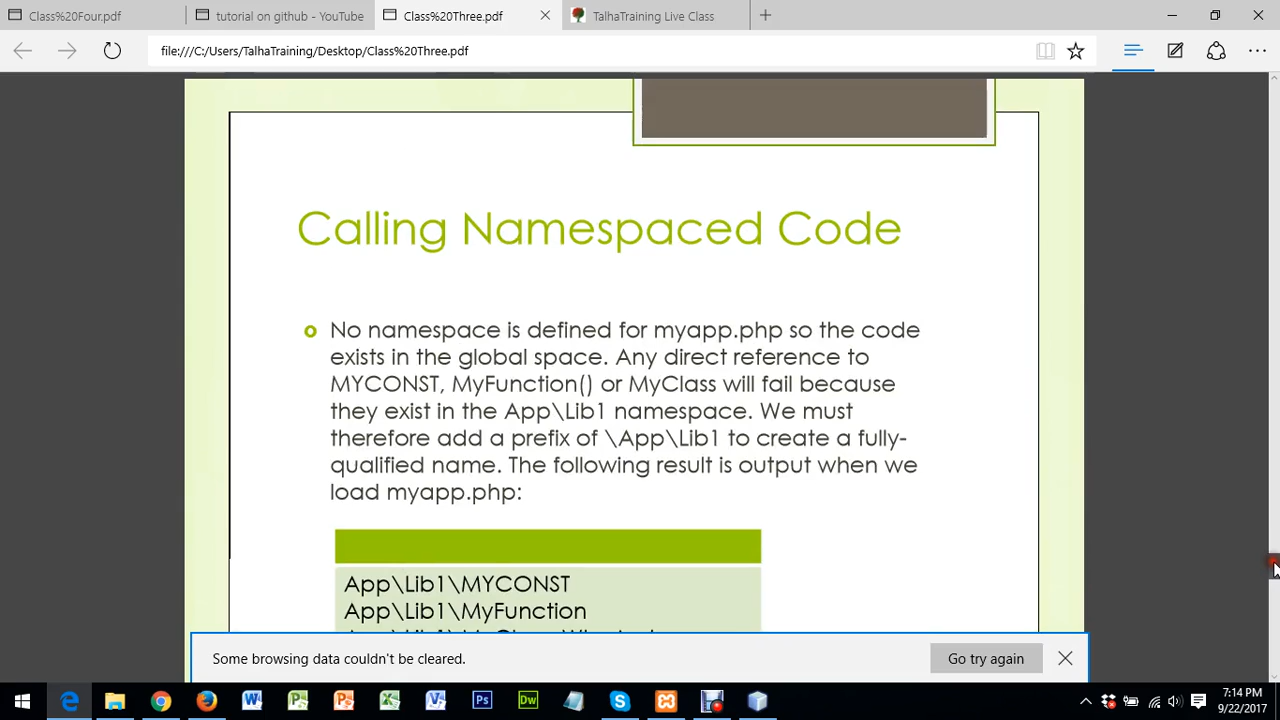 Class%20Four.pdf
tutorial on github - YouTube
Class%20Three.pdf
TalhaTraining Live Class
file:///C:/Users/TalhaTraining/Desktop/Class%20Three.pdf
Calling Namespaced Code
No namespace is defined for myapp.php so the code
exists in the global space. Any direct reference to
MYCONST, MyFunction() or MyClass will fail because
they exist in the App\Lib1 namespace. We must
therefore add a prefix of \App\Lib1 to create a fully-
qualified name. The following result is output when we
load myapp.php:
App\Lib1\MYCONST
App\Lib1\MyFunction
Some browsing data couldn't be cleared.
Go try again
7:14 PM
9/22/2017